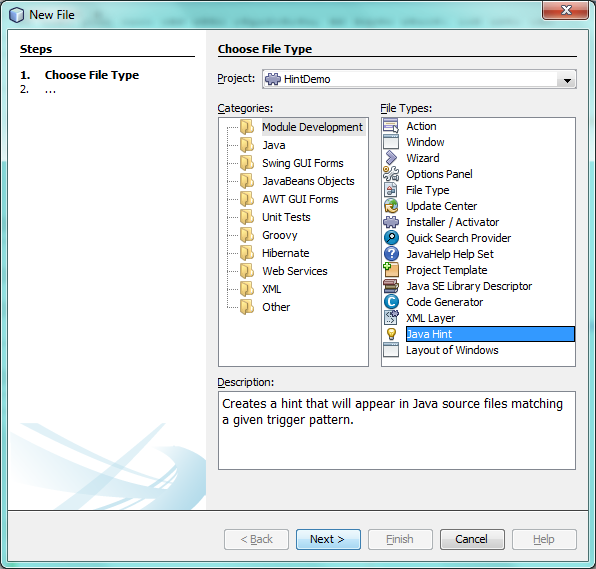 New File
Steps
1. Choose File Type
2. ...
Choose File Type
Project: HintDemo
Categories:
Module Development
Java
Swing GUI Forms
JavaBeans Objects
AWT GUI Forms
Unit Tests
Groovy
Hibernate
Web Services
XML
Other
File Types:
Action
Window
Wizard
Options Panel
File Type
Update Center
Installer / Activator
Quick Search Provider
JavaHelp Help Set
Project Template
Java SE Library Descriptor
Code Generator
XML Layer
Java Hint
Layout of Windows
Description:
Creates a hint that will appear in Java source files matching
a given trigger pattern.
< Back Next > Finish Cancel Help